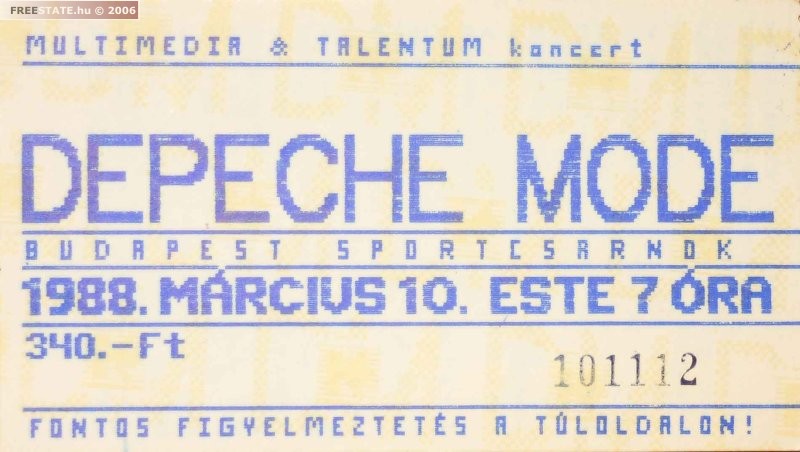 FREESTATE.hu © 2006
MULTIMEDIA & TALENTUM koncert
DEPECHE MODE
BUDAPEST SPORTCSARNOK
1988. MÁRCIUS 10. ESTE 7 ÓRA
340.-Ft
101112
FONTOS FIGYELMEZTETÉS A TÚLOLDALON!